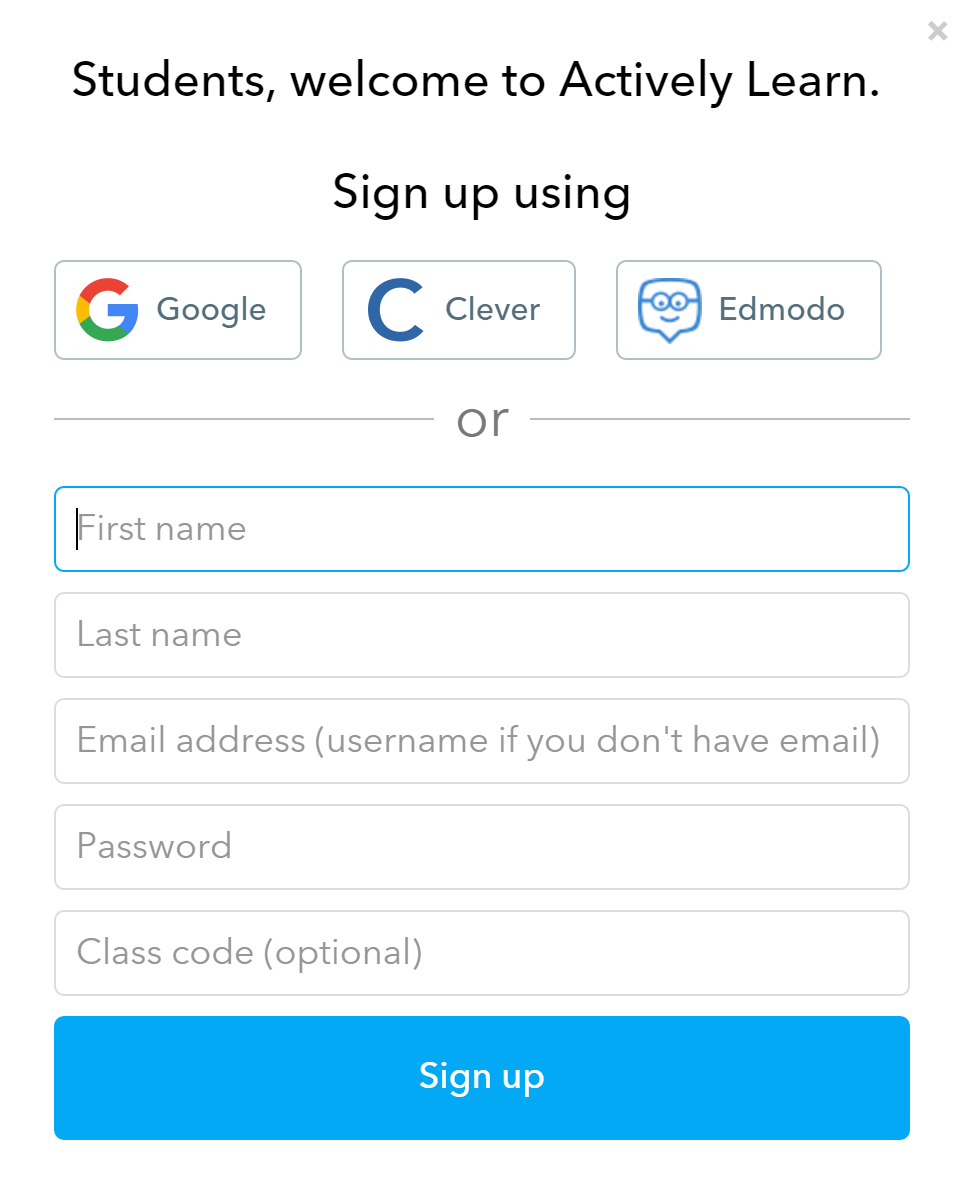 Students, welcome to Actively Learn.
Sign up using
Google Clever Edmodo
or
First name
Last name
Email address (username if you don't have email)
Password
Class code (optional)
Sign up